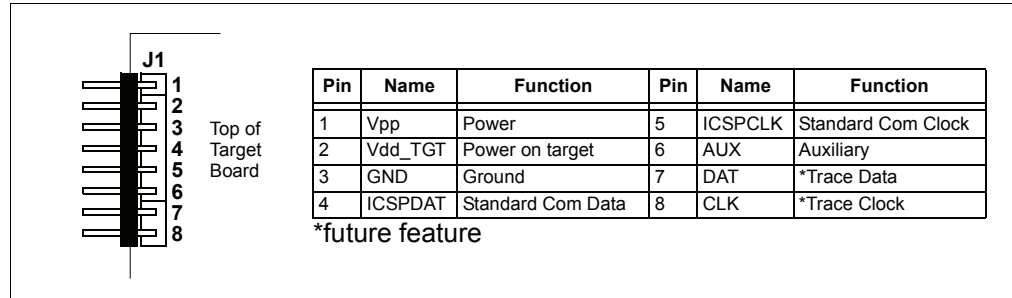 J1
1
2
3
4
5
6
7
8
Top of
Target
Board
Pin Name Function Pin Name Function
1 Vpp Power 5 ICSPCLK Standard Com Clock
2 Vdd_TGT Power on target 6 AUX Auxiliary
3 GND Ground 7 DAT *Trace Data
4 ICSPDAT Standard Com Data 8 CLK *Trace Clock
*future feature